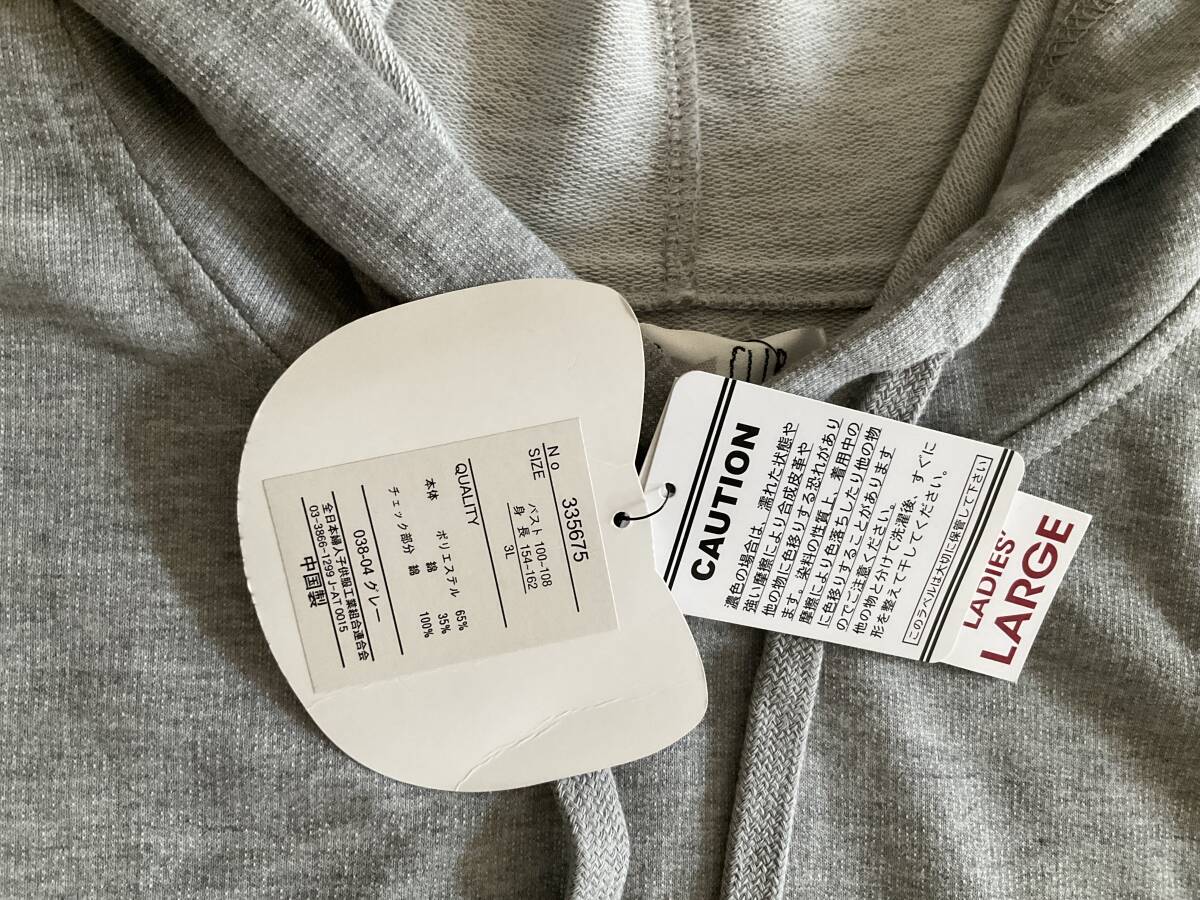 No 335675
SIZE バスト 100-108
身 長 154-162
3L
QUALITY
本体 ポリエステル 65%
綿 35%
チェック部分 綿 100%
038-04 グレー
全日本婦人子供服工業組合連合会
03-3866-1299 J-AT 0015
中国製
CAUTION
濃色の場合は、濡れた状態や
強い摩擦により合成皮革や
他の物に色移りする恐れがあり
ます。染料の性質上、着用中の
摩擦により色落ちしたり他の物
に色移りすることがあります
のでご注意ください。
他の物と分けて洗濯後、すぐに
形を整えて干してください。
このラベルは大切に保管して下さい
LADIES'
LARGE